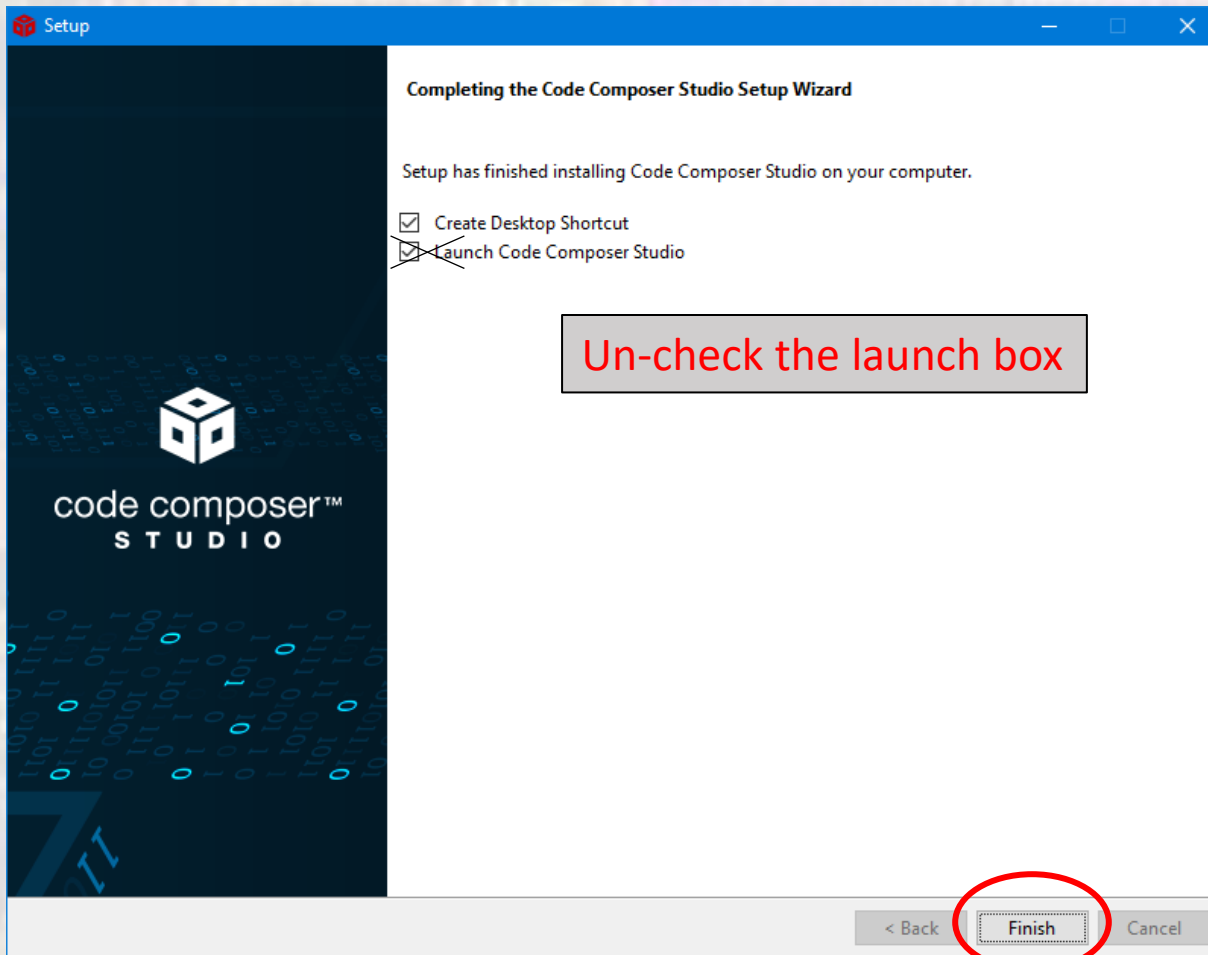 Setup
Completing the Code Composer Studio Setup Wizard
Setup has finished installing Code Composer Studio on your computer.
Create Desktop Shortcut
Launch Code Composer Studio
Un-check the launch box
code composer™
STUDIO
< Back
Finish
Cancel